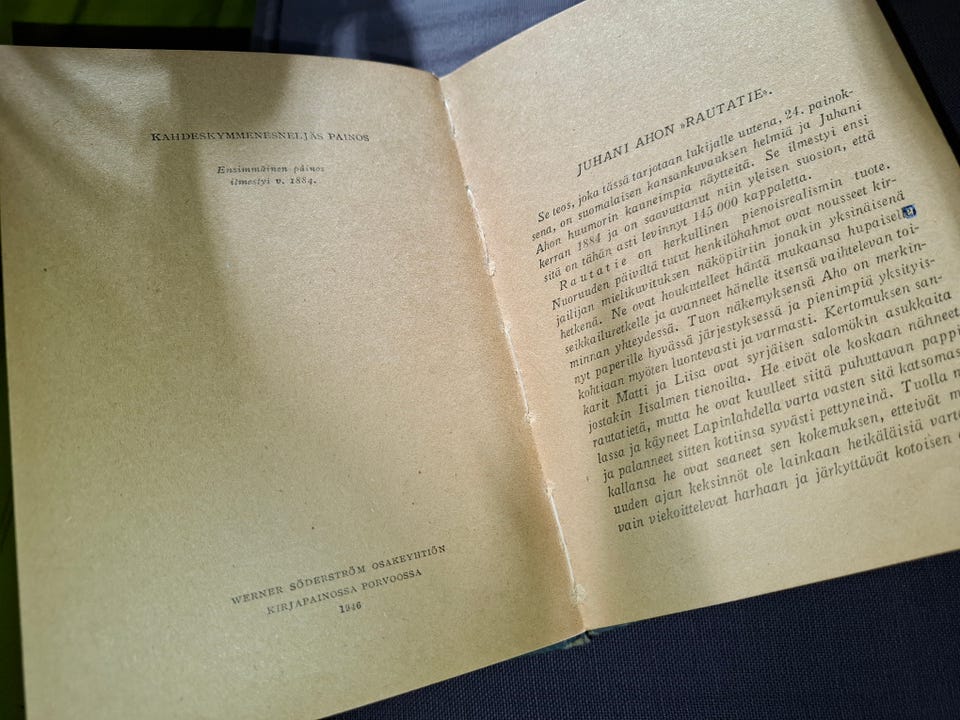 KAHDESKYMMENESNELJÄS PAINOS
Ensimmäinen painos
ilmestyi v. 1884.
WERNER SÖDERSTRÖM OSAKEYHTIÖN
KIRJAPAINOSSA PORVOOSSA
1946
JUHANI AHON »RAUTATIE».
Se teos, joka tässä tarjotaan lukijalle uutena, 24. painok-
sena, on suomalaisen kansankuvauksen helmiä ja Juhani
Ahon huumorin kauneimpia näytteitä. Se ilmestyi ensi
kerran 1884 ja on saavuttanut niin yleisen suosion, että
sitä on tähän asti levinnyt 145 000 kappaletta.
Rautatie on herkullinen pienoisrealismin tuote.
Nuoruuden päiviltä tutut henkilöhahmot ovat nousseet kir-
jailijan mielikuvituksen näköpiiriin jonakin yksinäisenä
hetkenä. Ne ovat houkutelleet häntä mukaansa hupaisel
seikkailuretkelle ja avanneet hänelle itsensä vaihtelevan toi-
minnan yhteydessä. Tuon näkemyksensä Aho on merkin-
nyt paperille hyvässä järjestyksessä ja pienimpiä yksityis-
kohtiaan myöten luontevasti ja varmasti. Kertomuksen san-
karit Matti ja Liisa ovat syrjäisen salomökin asukkaita
jostakin Iisalmen tienoilta. He eivät ole koskaan nähneet
rautatietä, mutta he ovat kuulleet siitä puhuttavan pappi
lassa ja käyneet Lapinlahdella varta vasten sitä katsomas
ja palanneet sitten kotiinsa syvästi pettyneinä. Tuolla m
kallansa he ovat saaneet sen kokemuksen, etteivät m
uuden ajan keksinnöt ole lainkaan heikäläisiä vart
vain viekoittelevat harhaan ja järkyttävät kotoisen